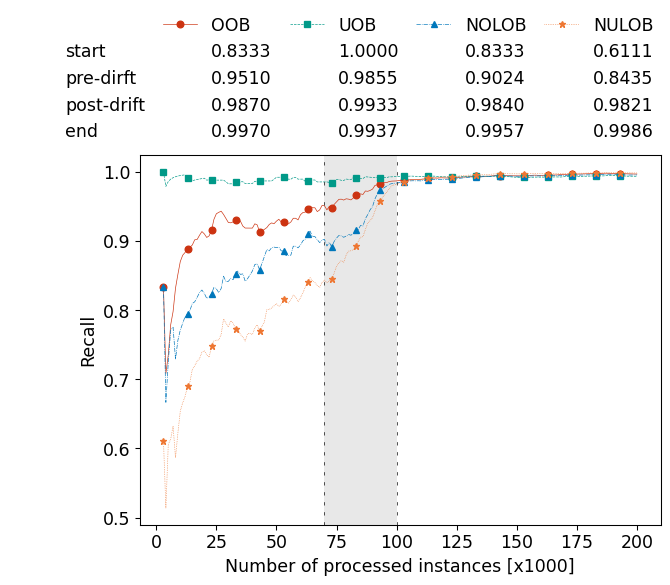 OOB UOB NOLOB NULOB
start 0.8333 1.0000 0.8333 0.6111
pre-dirft 0.9510 0.9855 0.9024 0.8435
post-drift 0.9870 0.9933 0.9840 0.9821
end 0.9970 0.9937 0.9957 0.9986
1.0
0.9
0.8
0.7
0.6
0.5
Recall
0 25 50 75 100 125 150 175 200
Number of processed instances [x1000]